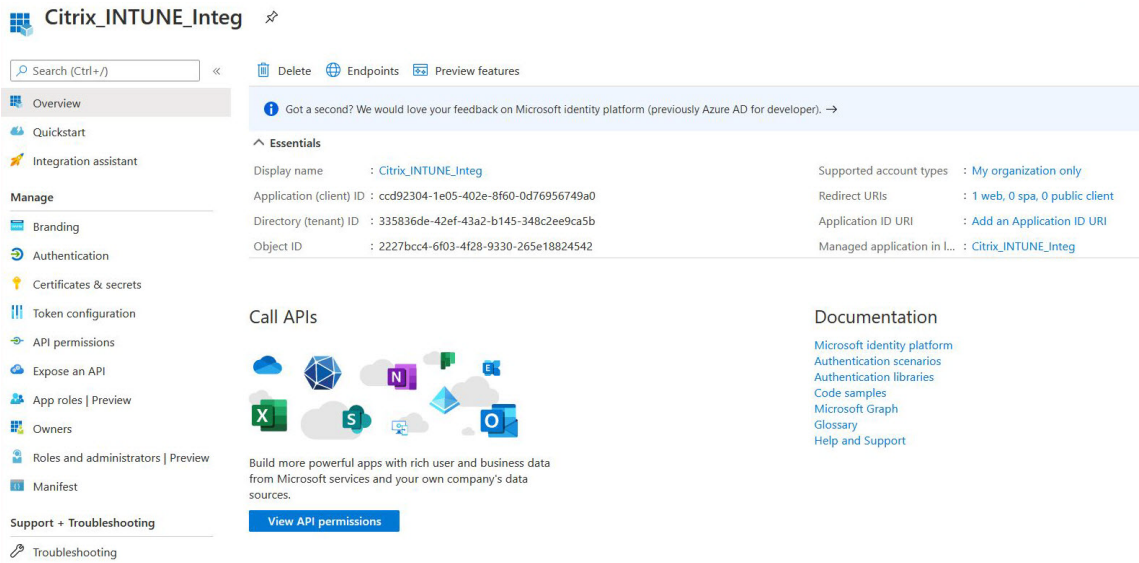 Citrix_INTUNE_Integ
Search (Ctrl+/)
«
Overview
Quickstart
Integration assistant
Manage
Branding
Authentication
Certificates & secrets
Token configuration
API permissions
Expose an API
App roles | Preview
Owners
Roles and administrators | Preview
Manifest
Support + Troubleshooting
Troubleshooting
Delete
Endpoints
Preview features
Got a second? We would love your feedback on Microsoft identity platform (previously Azure AD for developer). →
Essentials
Display name : Citrix_INTUNE_Integ
Application (client) ID : ccd92304-1e05-402e-8f60-0d76956749a0
Directory (tenant) ID : 335836de-42ef-43a2-b145-348c2ee9ca5b
Object ID : 2227bcc4-6f03-4f28-9330-265e18824542
Supported account types : My organization only
Redirect URIs : 1 web, 0 spa, 0 public client
Application ID URI : Add an Application ID URI
Managed application in l... : Citrix_INTUNE_Integ
Call APIs
N
E
X
S
O
Build more powerful apps with rich user and business data
from Microsoft services and your own company's data
sources.
View API permissions
Documentation
Microsoft identity platform
Authentication scenarios
Authentication libraries
Code samples
Microsoft Graph
Glossary
Help and Support